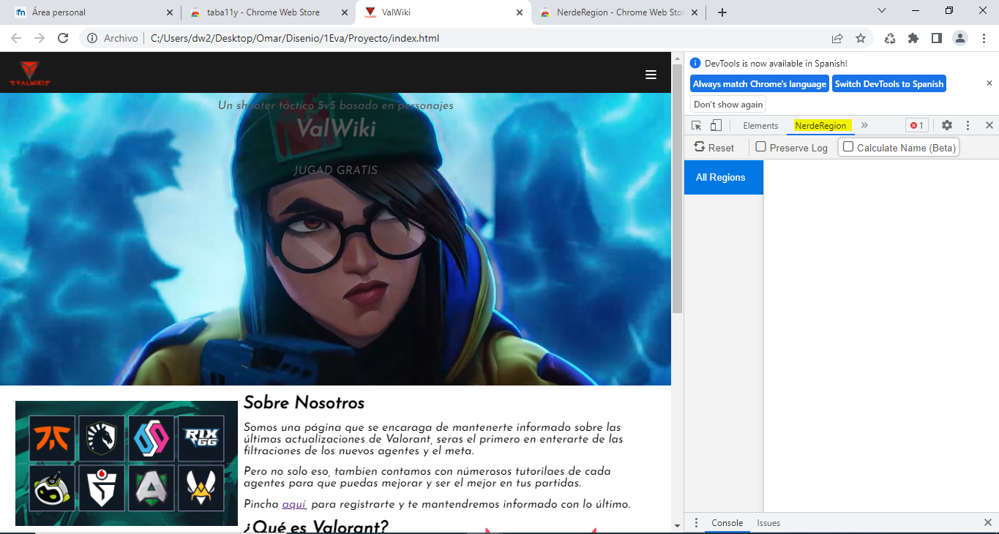 Área personal
taba11y - Chrome Web Store
ValWiki
NerdeRegion - Chrome Web Stor
Archivo
C:/Users/dw2/Desktop/Omar/Disenio/1Eva/Proyecto/index.html
VALWIKI
Un shooter táctico 5v5 basado en personajes
ValWiki
JUGAD GRATIS
DevTools is now available in Spanish!
Always match Chrome's language
Switch DevTools to Spanish
Don't show again
Elements
NerdeRegion
1
Reset
Preserve Log
Calculate Name (Beta)
All Regions
RIX
GG
Sobre Nosotros
Somos una página que se encaraga de mantenerte informado sobre las
últimas actualizaciones de Valorant, seras el primero en enterarte de las
filtraciones de los nuevos agentes y el meta.
Pero no solo eso, tambien contamos con númerosos tutorilaes de cada
agentes para que puedas mejorar y ser el mejor en tus partidas.
Pincha aquí, para registrarte y te mantendremos informado con lo último.
¿Qué es Valorant?
Console
Issues